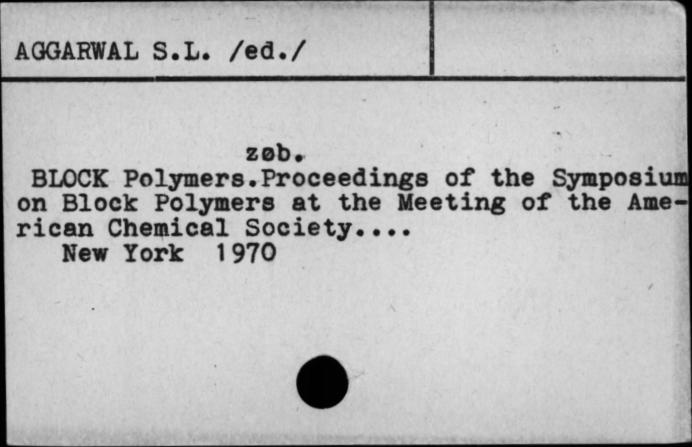 AGGARWAL S.L. /ed./
zob.
BLOCK Polymers.Proceedings of the Symposium
on Block Polymers at the Meeting of the Ame-
rican Chemical Society....
New York 1970